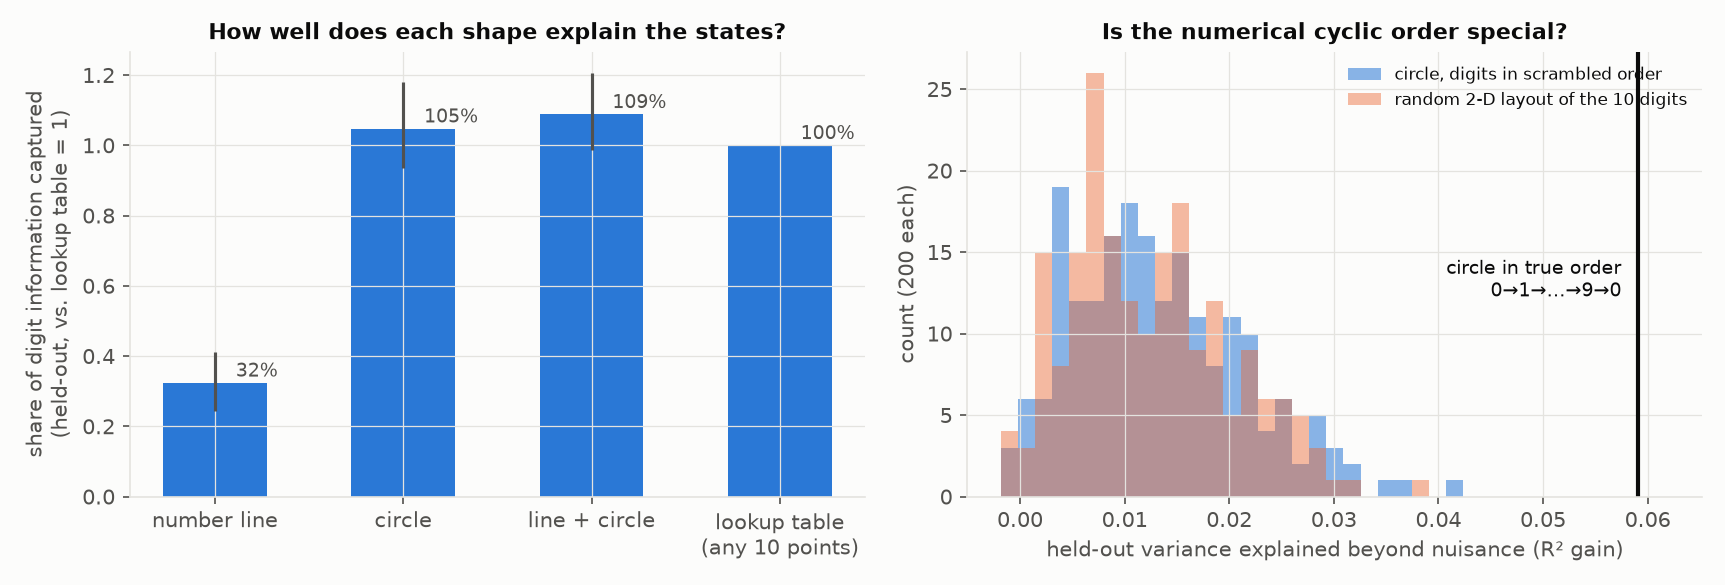 How well does each shape explain the states?
share of digit information captured
(held-out, vs. lookup table = 1)
1.2
1.0
0.8
0.6
0.4
0.2
0.0
32%
105%
109%
100%
number line
circle
line + circle
lookup table
(any 10 points)
Is the numerical cyclic order special?
count (200 each)
25
20
15
10
5
0
circle, digits in scrambled order
random 2-D layout of the 10 digits
circle in true order
0→1→...→9→0
0.00
0.01
0.02
0.03
0.04
0.05
0.06
held-out variance explained beyond nuisance (R² gain)